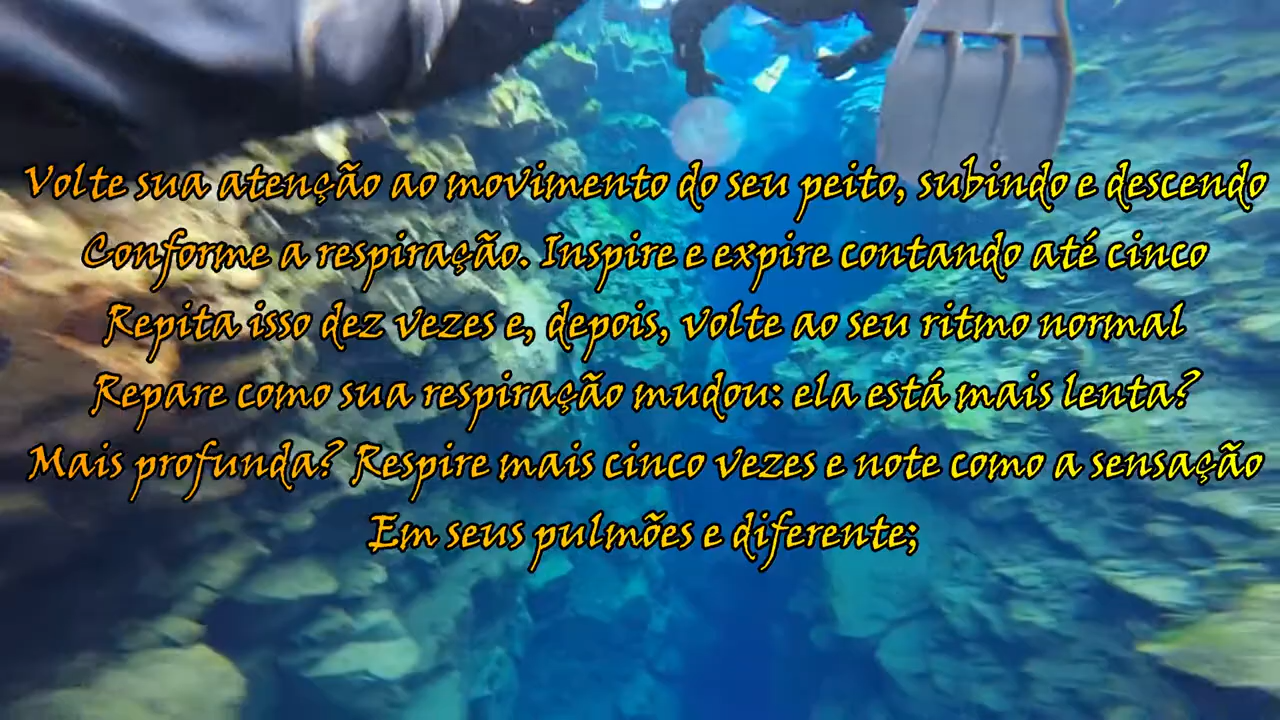 Volte sua atenção ao movimento do seu peito, subindo e descendo
Conforme a respiração. Inspire e expire contando até cinco
Repita isso dez vezes e, depois, volte ao seu ritmo normal
Repare como sua respiração mudou: ela está mais lenta?
Mais profunda? Respire mais cinco vezes e note como a sensação
Em seus pulmões e diferente;